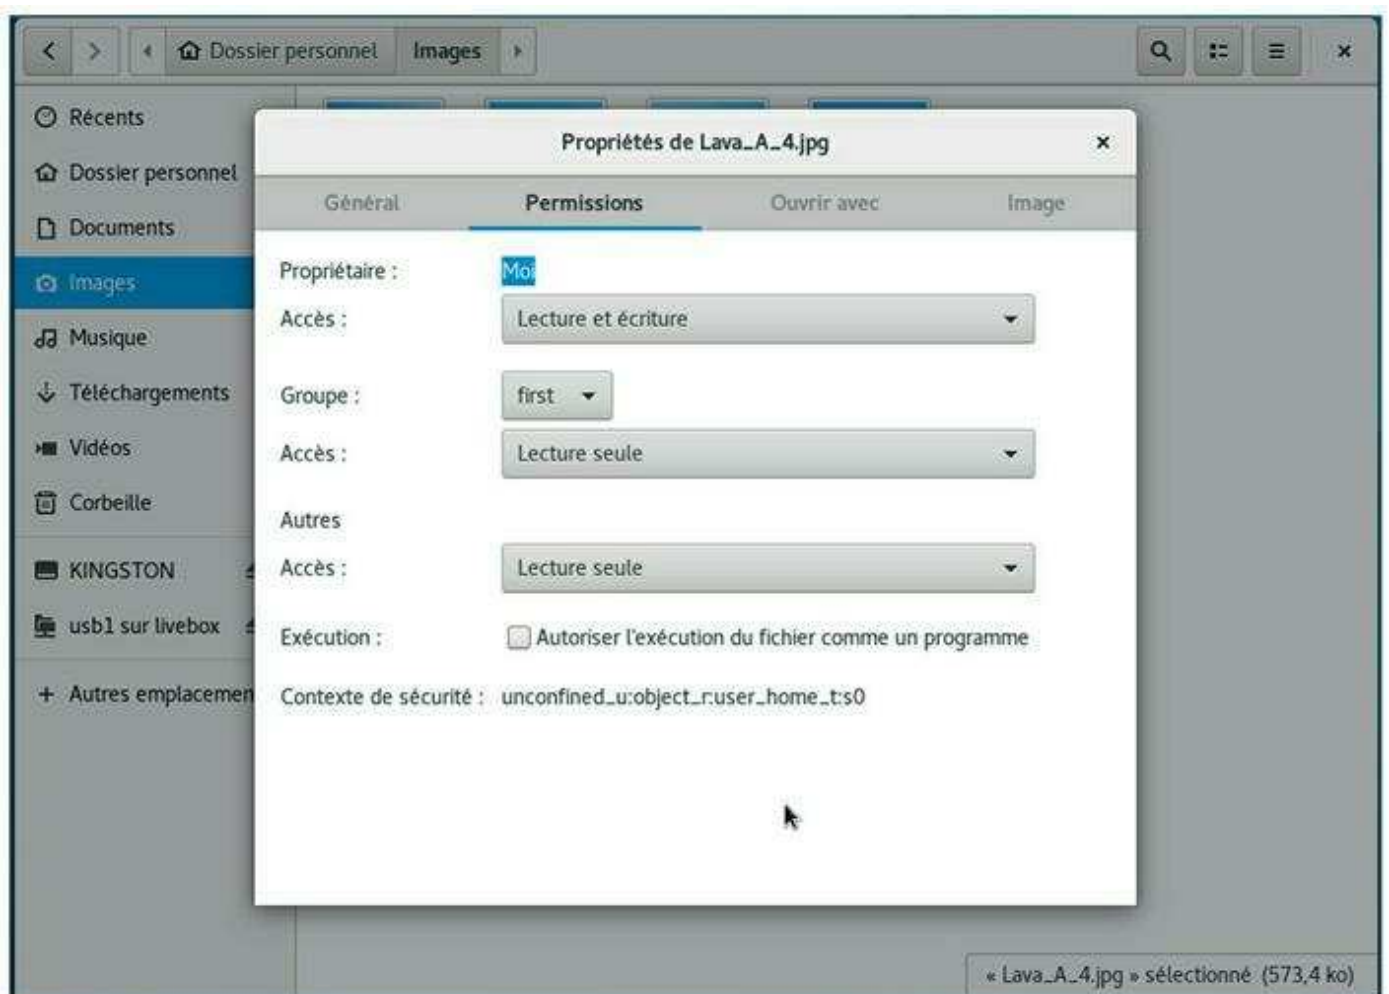 Dossier personnel Images
Récents
Dossier personnel
Documents
Images
Musique
Téléchargements
Vidéos
Corbeille
KINGSTON
usb1 sur livebox
+ Autres emplacemen
Propriétés de Lava_A_4.jpg
Général Permissions Ouvrir avec Image
Propriétaire : Moi
Accès : Lecture et écriture
Groupe : first
Accès : Lecture seule
Autres
Accès : Lecture seule
Exécution : Autoriser l'exécution du fichier comme un programme
Contexte de sécurité : unconfined_u:object_r:user_home_t:s0
« Lava_A_4.jpg » sélectionné (573,4 ko)